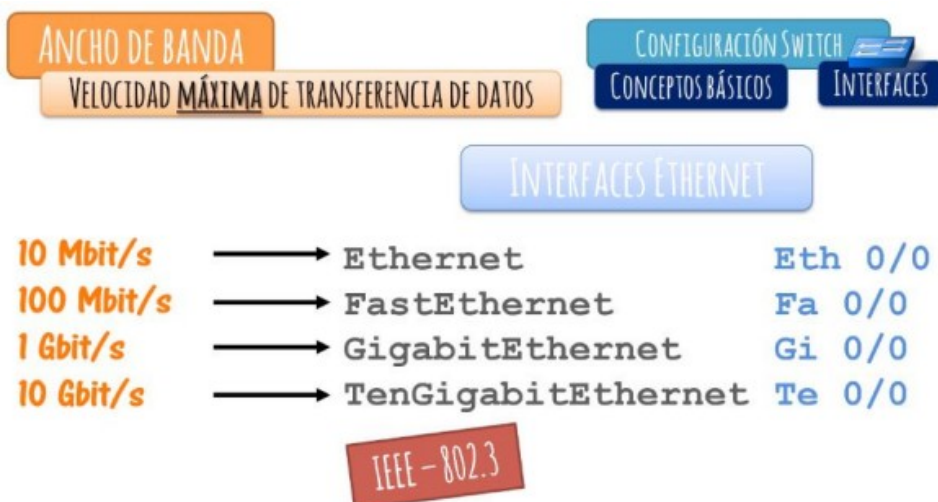 ANCHO DE BANDA
VELOCIDAD MÁXIMA DE TRANSFERENCIA DE DATOS
CONFIGURACIÓN SWITCH
CONCEPTOS BÁSICOS
INTERFACES
INTERFACES ETHERNET
10 Mbit/s Ethernet Eth 0/0
100 Mbit/s FastEthernet Fa 0/0
1 Gbit/s GigabitEthernet Gi 0/0
10 Gbit/s TenGigabitEthernet Te 0/0
IEEE – 802.3